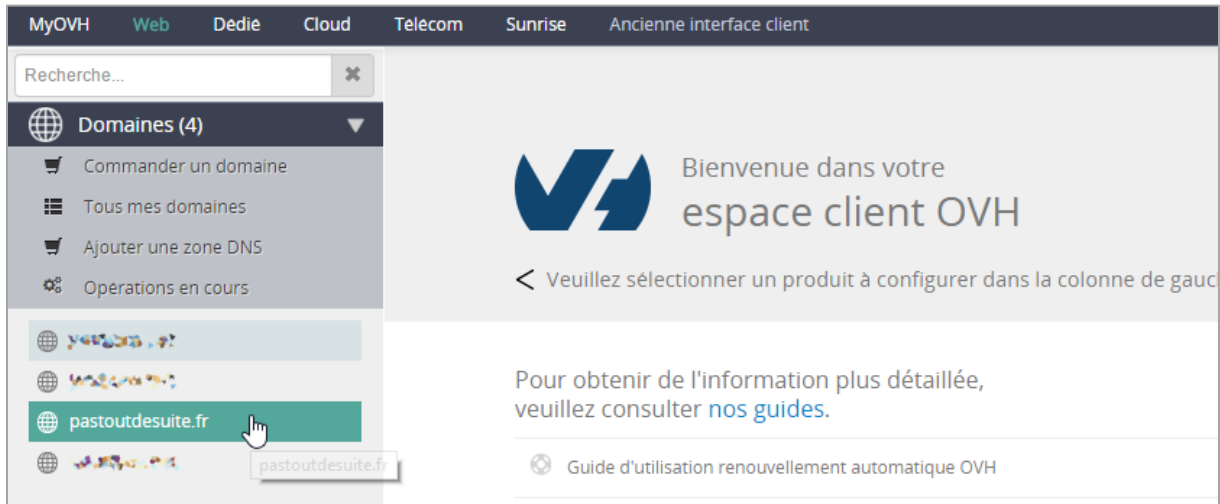 MyOVH Web Dédié Cloud Télécom Sunrise Ancienne interface client
Recherche...
Domaines (4)
Commander un domaine
Tous mes domaines
Ajouter une zone DNS
Opérations en cours
pastoutdesuite.fr
pastoutdesuite.fr
Bienvenue dans votre
espace client OVH
Veuillez sélectionner un produit à configurer dans la colonne de
Pour obtenir de l'information plus détaillée,
veuillez consulter nos guides.
Guide d'utilisation renouvellement automatique OVH